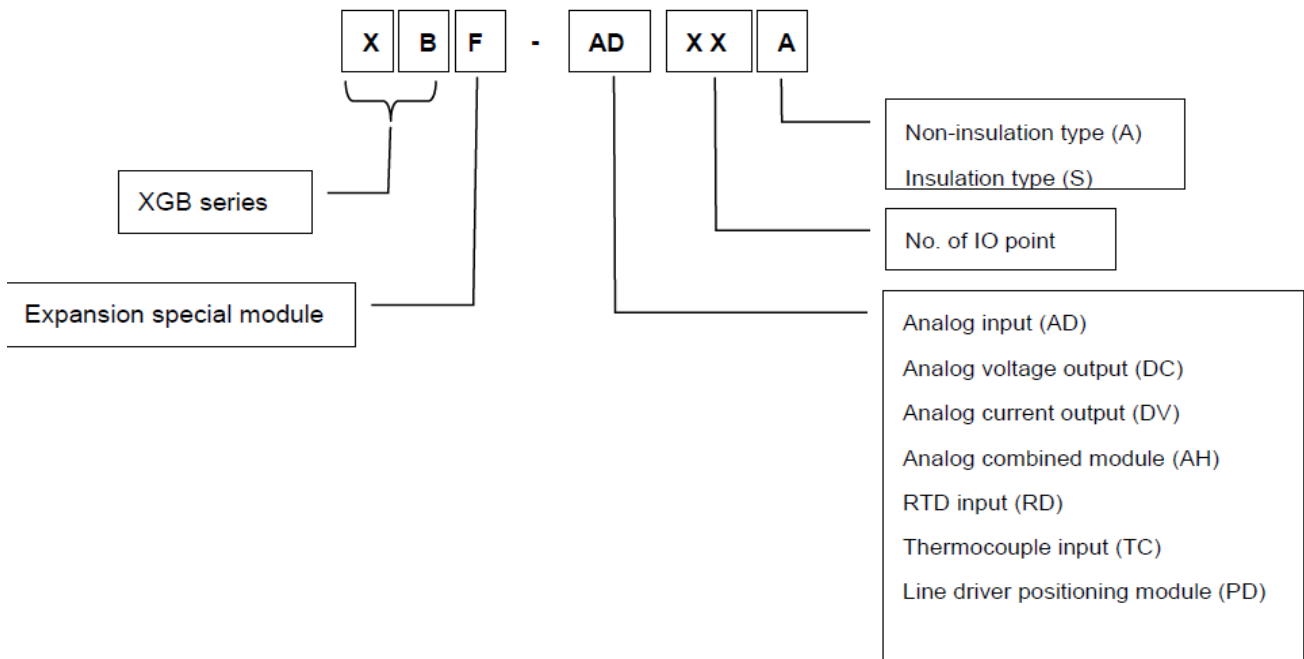 X B F - AD X X A
Non-insulation type (A)
Insulation type (S)
XGB series
No. of IO point
Expansion special module
Analog input (AD)
Analog voltage output (DC)
Analog current output (DV)
Analog combined module (AH)
RTD input (RD)
Thermocouple input (TC)
Line driver positioning module (PD)